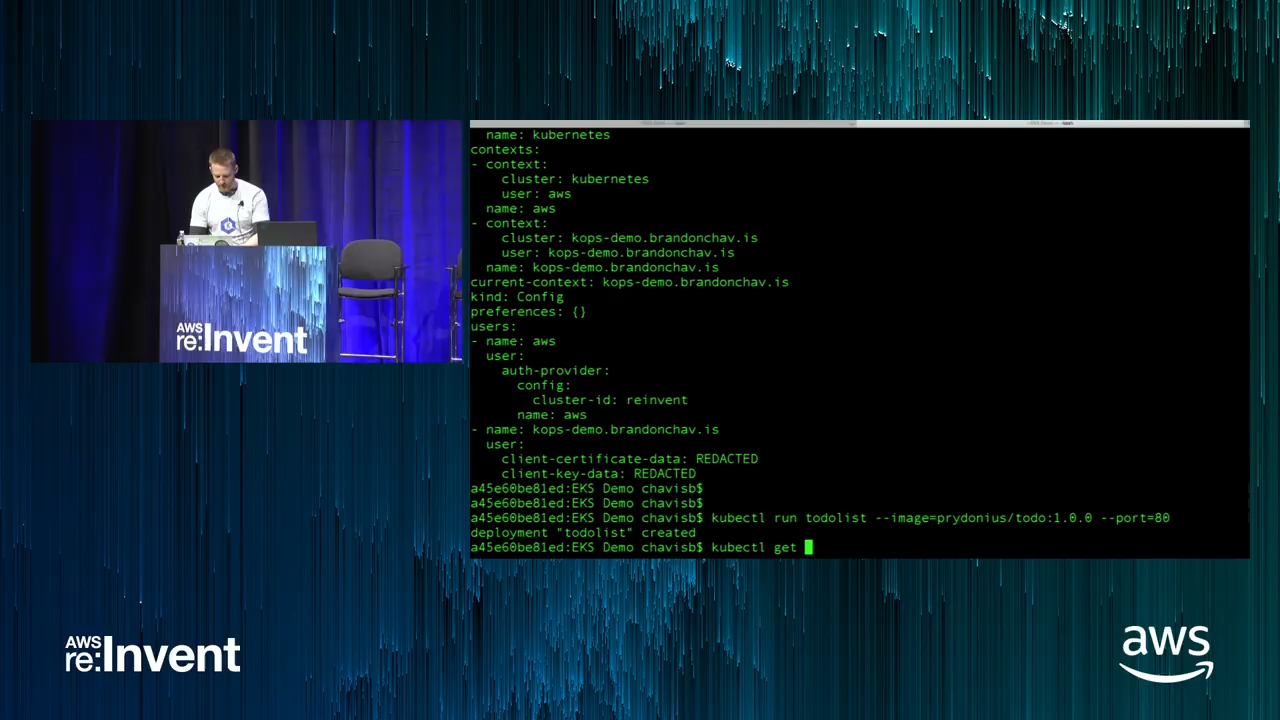 name: kubernetes
contexts:
- context:
cluster: kubernetes
user: aws
name: aws
- context:
cluster: kops-demo.brandonchav.is
user: kops-demo.brandonchav.is
name: kops-demo.brandonchav.is
current-context: kops-demo.brandonchav.is
kind: Config
preferences: {}
users:
- name: aws
user:
auth-provider:
config:
cluster-id: reinvent
name: aws
- name: kops-demo.brandonchav.is
user:
client-certificate-data: REDACTED
client-key-data: REDACTED
a45e60be81ed:EKS Demo chavisb$
a45e60be81ed:EKS Demo chavisb$
a45e60be81ed:EKS Demo chavisb$ kubectl run todolist --image=prydonius/todo:1.0.0 --port=80
deployment "todolist" created
a45e60be81ed:EKS Demo chavisb$ kubectl get
AWS
re:Invent
AWS
re:Invent
aws